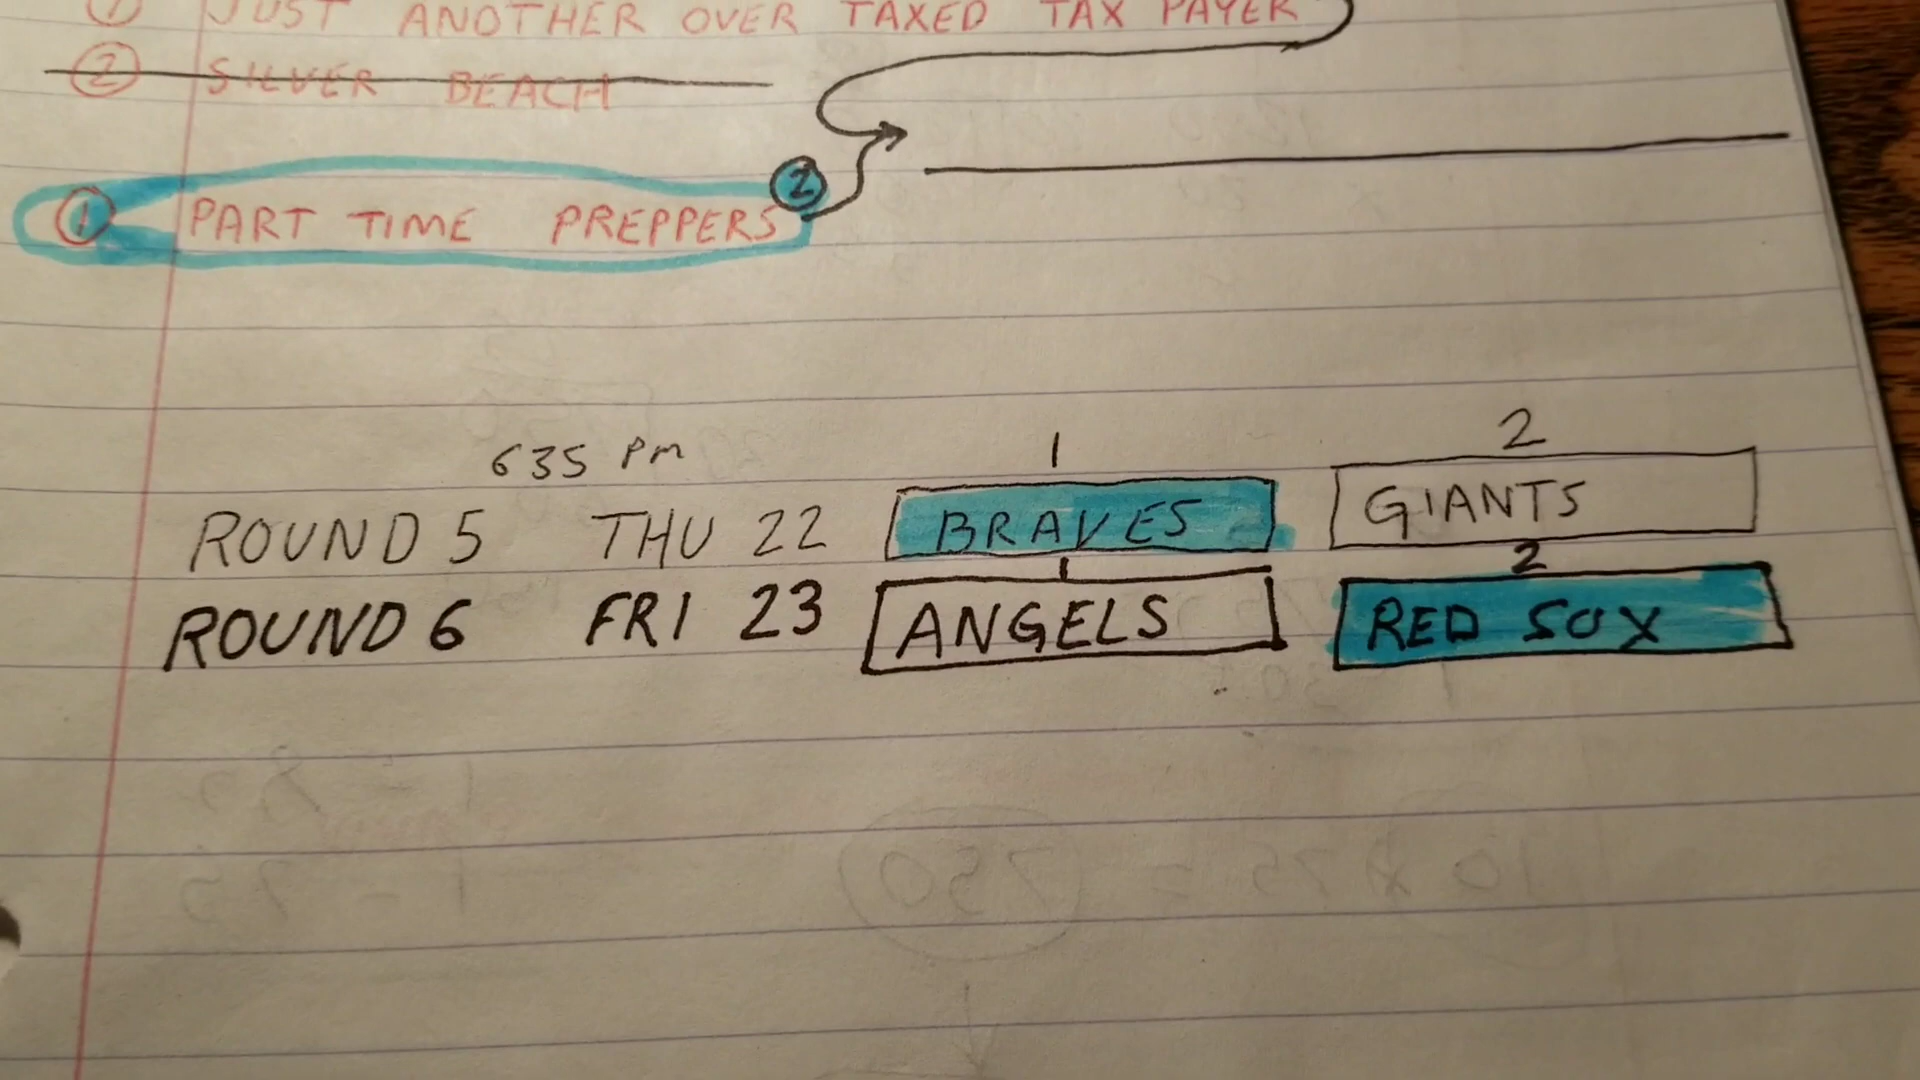 1 JUST ANOTHER OVER TAXED TAX PAYER
2 SILVER BEACH
1 PART TIME PREPPERS 2
635 PM 1 2
ROUND 5 THU 22 BRAVES GIANTS
1 2
ROUND 6 FRI 23 ANGELS RED SOX